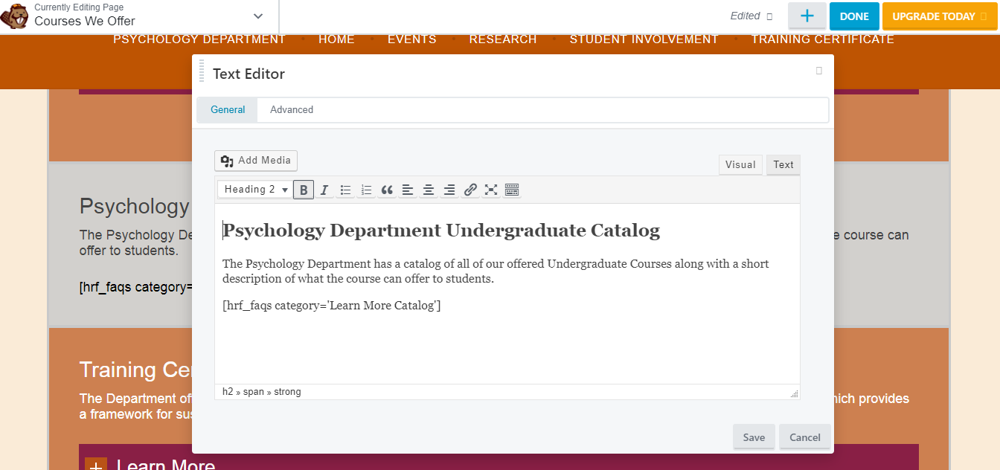 Currently Editing Page
Courses We Offer
Edited
DONE
UPGRADE TODAY
PSYCHOLOGY DEPARTMENT HOME EVENTS RESEARCH STUDENT INVOLVEMENT TRAINING CERTIFICATE
Text Editor
General Advanced
Add Media
Visual Text
Heading 2 B I
Psychology Department Undergraduate Catalog
The Psychology Department has a catalog of all of our offered Undergraduate Courses along with a short
description of what the course can offer to students.
[hrf_faqs category='Learn More Catalog']
h2 » span » strong
Save Cancel
Psychology
The Psychology De
e course can
offer to students.
[hrf_faqs category=
Training Cer
The Department of
hich provides
a framework for sus
Learn More